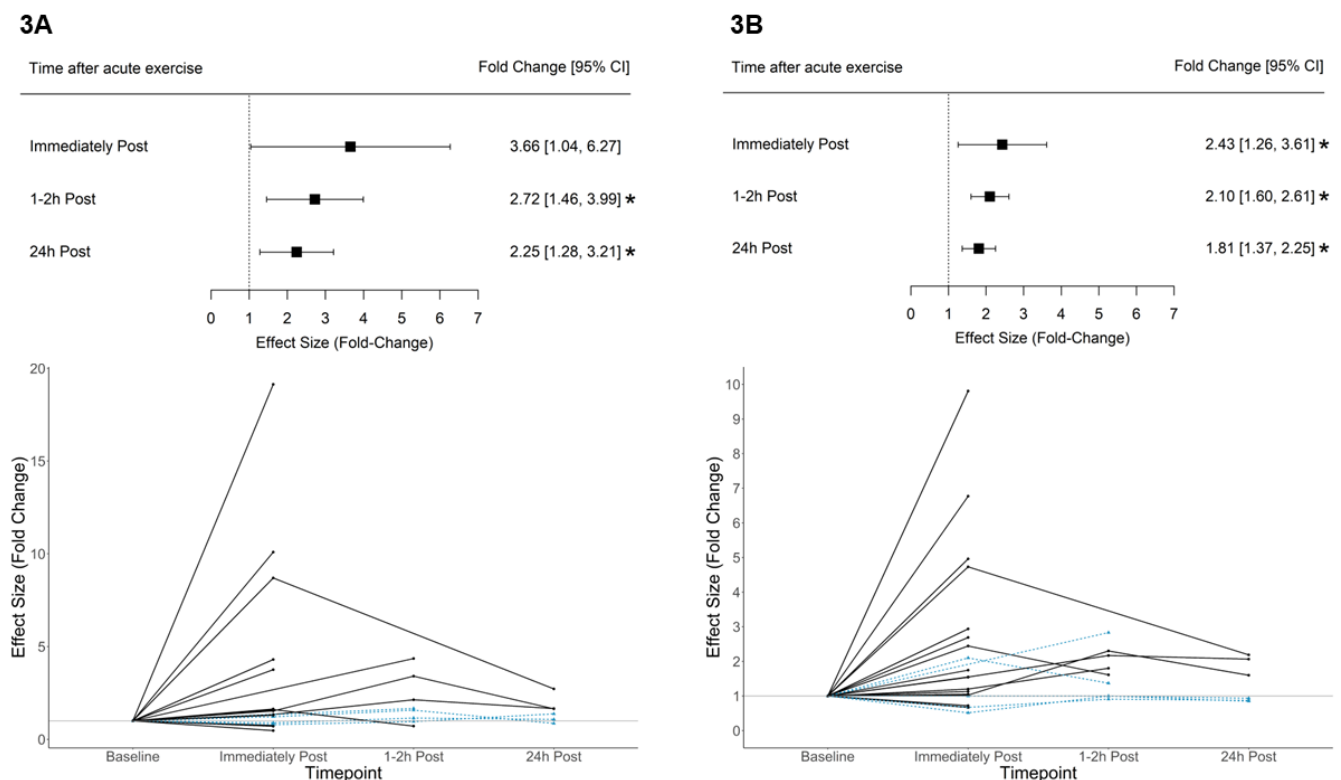 3A
Time after acute exercise Fold Change [95% CI]
Immediately Post 3.66 [1.04, 6.27]
1-2h Post 2.72 [1.46, 3.99] *
24h Post 2.25 [1.28, 3.21] *
0 1 2 3 4 5 6 7
Effect Size (Fold-Change)
20
15
10
5
0
Effect Size (Fold Change)
Baseline Immediately Post 1-2h Post 24h Post
Timepoint
3B
Time after acute exercise Fold Change [95% CI]
Immediately Post 2.43 [1.26, 3.61] *
1-2h Post 2.10 [1.60, 2.61] *
24h Post 1.81 [1.37, 2.25] *
0 1 2 3 4 5 6 7
Effect Size (Fold-Change)
10
9
8
7
6
5
4
3
2
1
0
Effect Size (Fold Change)
Baseline Immediately Post 1-2h Post 24h Post
Timepoint